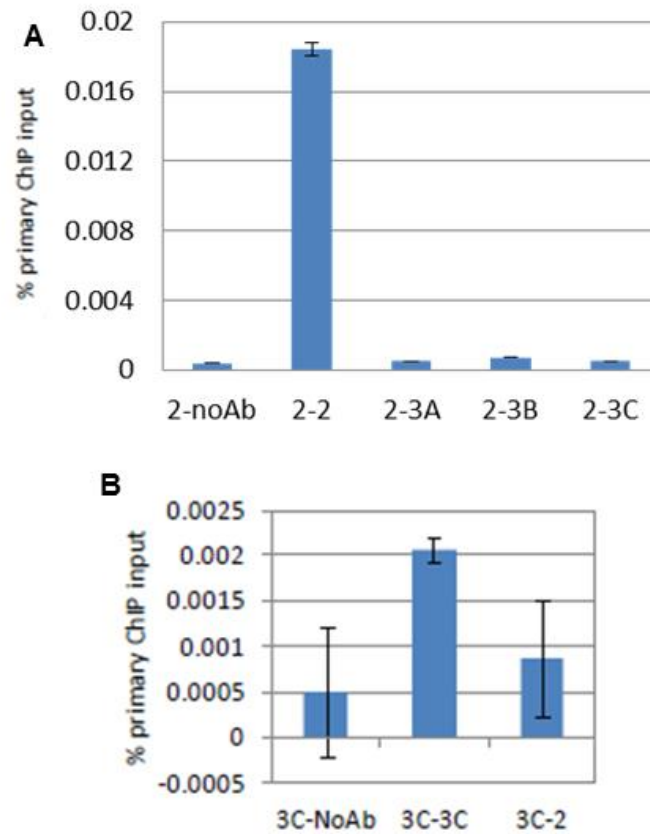 A
% primary ChIP input
0.02
0.016
0.012
0.008
0.004
0
2-noAb 2-2 2-3A 2-3B 2-3C
B
% primary ChIP input
0.0025
0.002
0.0015
0.001
0.0005
0
-0.0005
3C-NoAb 3C-3C 3C-2